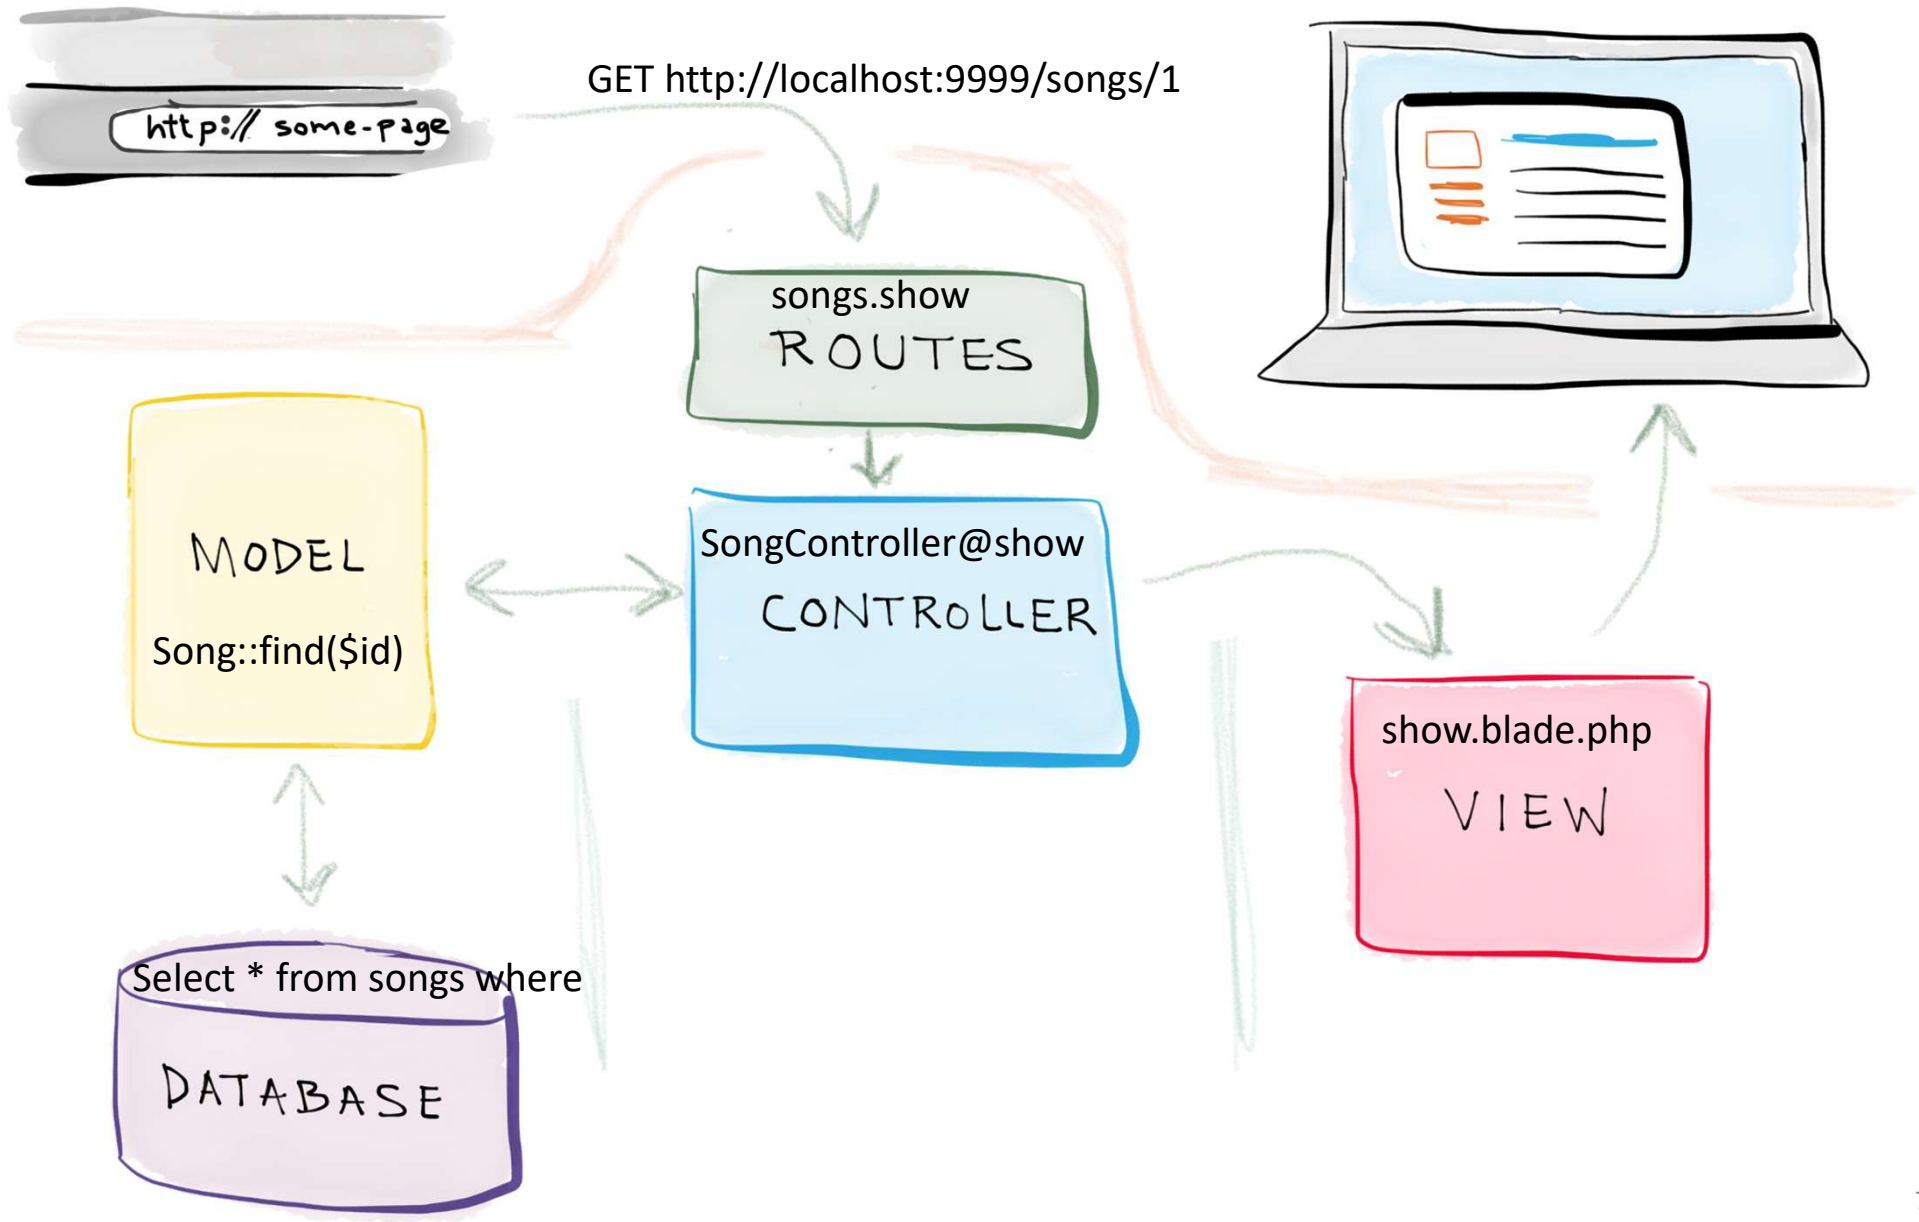 http:// some-page
GET http://localhost:9999/songs/1
songs.show
ROUTES
MODEL
Song::find($id)
SongController@show
CONTROLLER
show.blade.php
VIEW
Select * from songs where
DATABASE